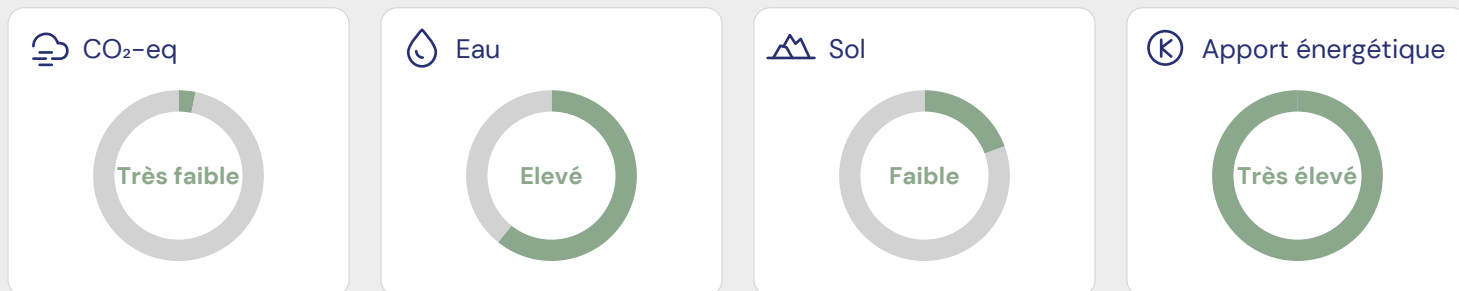 CO₂-eq
Très faible
Eau
Elevé
Sol
Faible
Apport énergétique
Très élevé